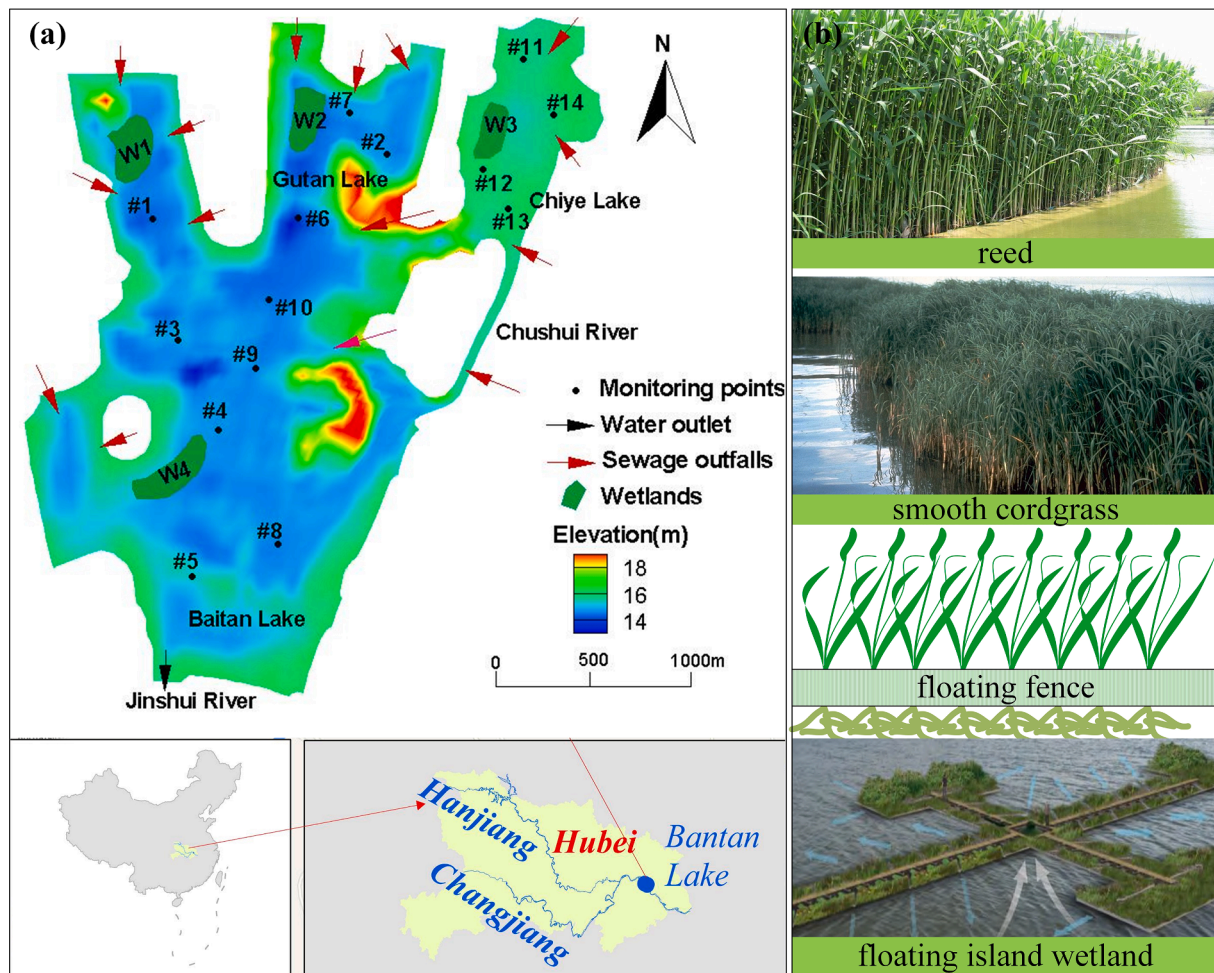 (a)
N
#11
#7
#14
W2
W3
W1
#2
Gutan Lake
#12
Chiye Lake
#1
#6
#13
#10
Chushui River
#3
#9
Monitoring points
#4
Water outlet
W4
Sewage outfalls
Wetlands
Elevation(m)
18
16
14
#8
#5
Baitan Lake
0 500 1000m
Jinshui River
Hanjiang
Hubei
Bantan
Lake
Changjiang
(b)
reed
smooth cordgrass
floating fence
floating island wetland